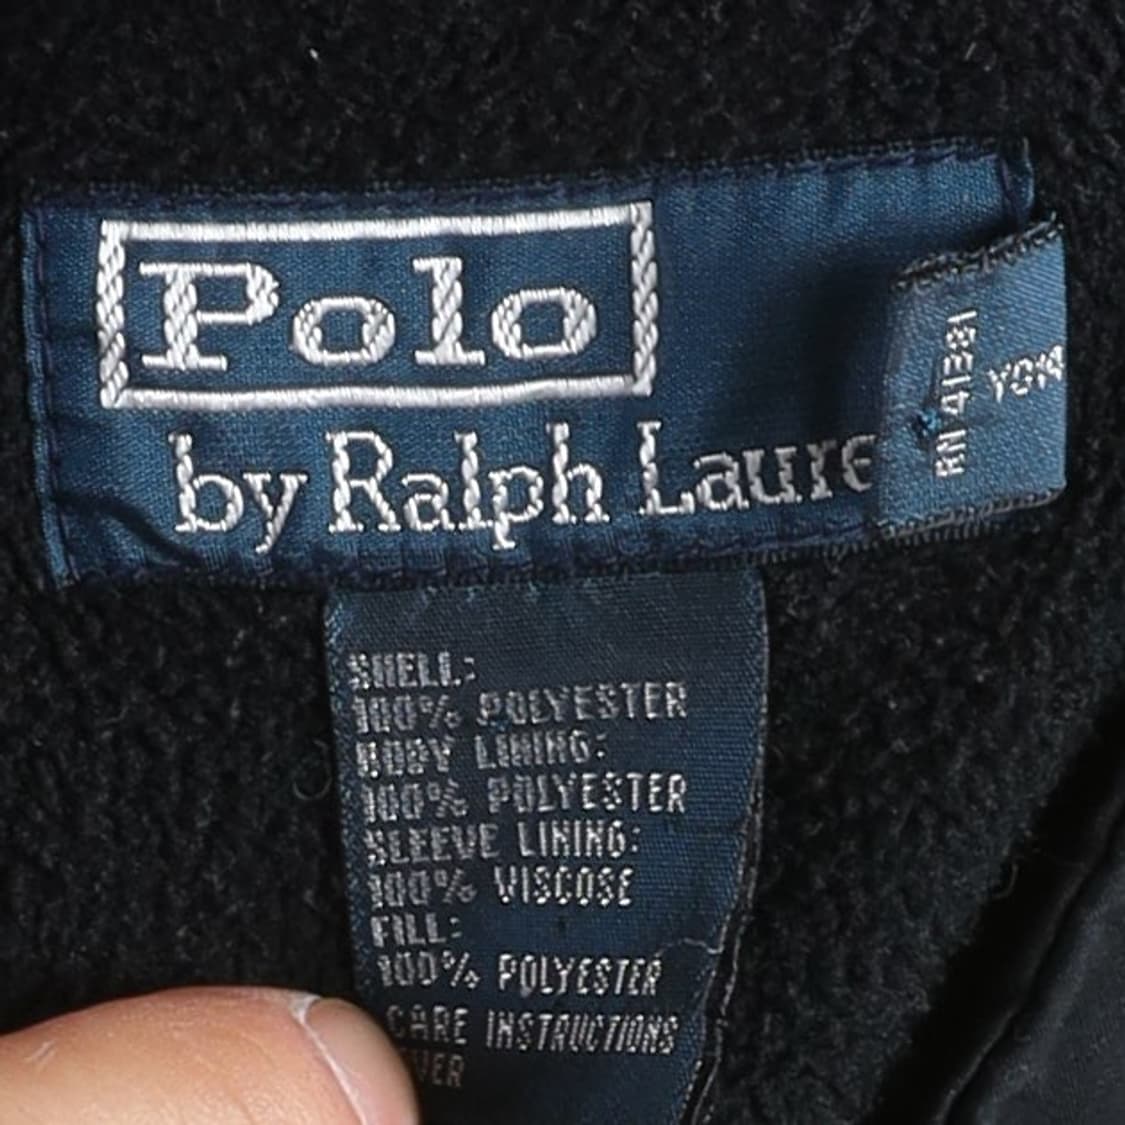 Polo
by Ralph Laure
RN 41381
SHELL:
100% POLYESTER
BODY LINING:
100% POLYESTER
SLEEVE LINING:
100% VISCOSE
FILL:
100% POLYESTER
CARE INSTRUCTIONS